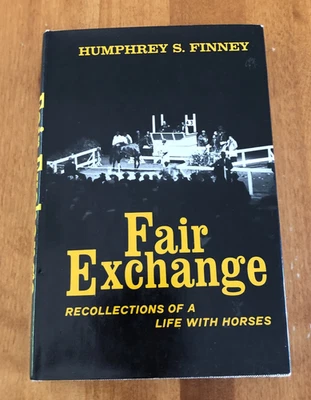 HUMPHREY S. FINNEY
Fair
Exchange
RECOLLECTIONS OF A
LIFE WITH HORSES